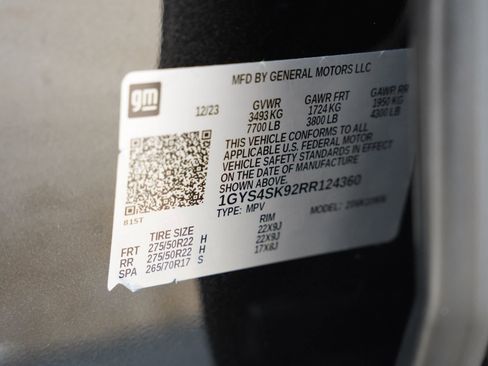 gm
MFD BY GENERAL MOTORS LLC
12/23
GVWR GAWR FRT GAWR RR
3493 KG 1724 KG 1950 KG
7700 LB 3800 LB 4300 LB
THIS VEHICLE CONFORMS TO ALL
APPLICABLE U.S. FEDERAL MOTOR
VEHICLE SAFETY STANDARDS IN EFFECT
ON THE DATE OF MANUFACTURE
SHOWN ABOVE.
1GYS4SK92RR124360
TYPE: MPV MODEL:
815T
TIRE SIZE RIM
FRT 275/50R22 H 22X9J
RR 275/50R22 H 22X9J
SPA 265/70R17 S 17X8J